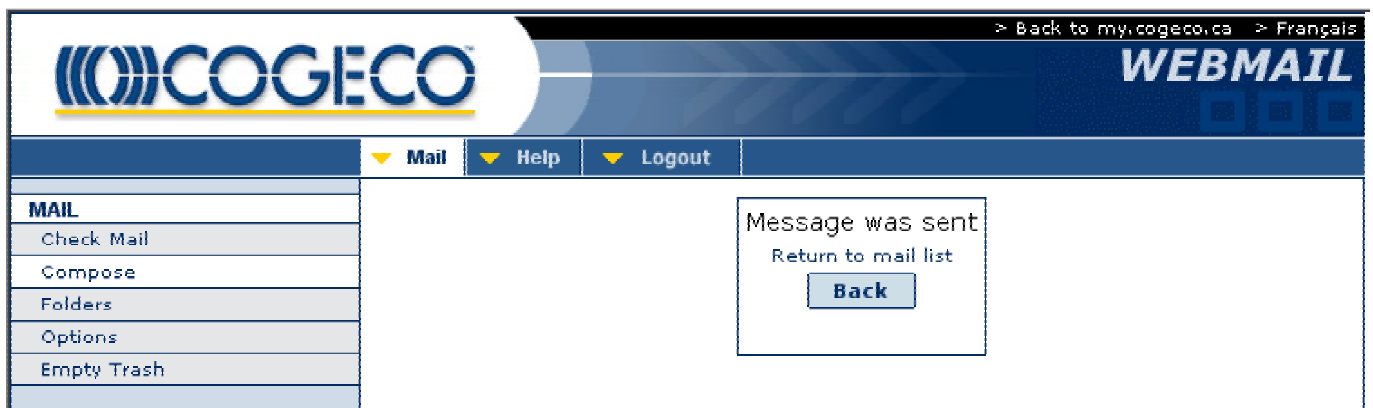 > Back to my.cogeco.ca > Français
COGECO™
WEBMAIL
Mail Help Logout
MAIL
Check Mail
Compose
Folders
Options
Empty Trash
Message was sent
Return to mail list
Back